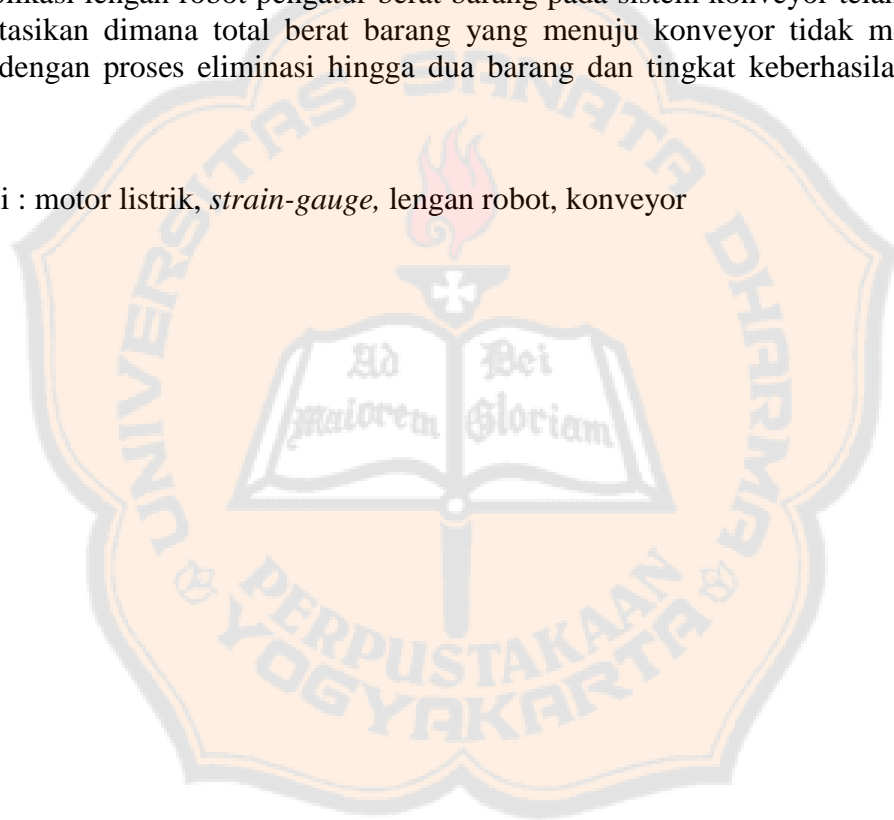 likasi lengan robot pengatur berat barang pada sistem konveyor telah
tasikan dimana total berat barang yang menuju konveyor tidak m
dengan proses eliminasi hingga dua barang dan tingkat keberhasila
i : motor listrik, strain-gauge, lengan robot, konveyor
UNIVERSITAS SANATA DHARMA
Ad Dei
Maiorem Gloriam
PERPUSTAKAAN
YOGYAKARTA